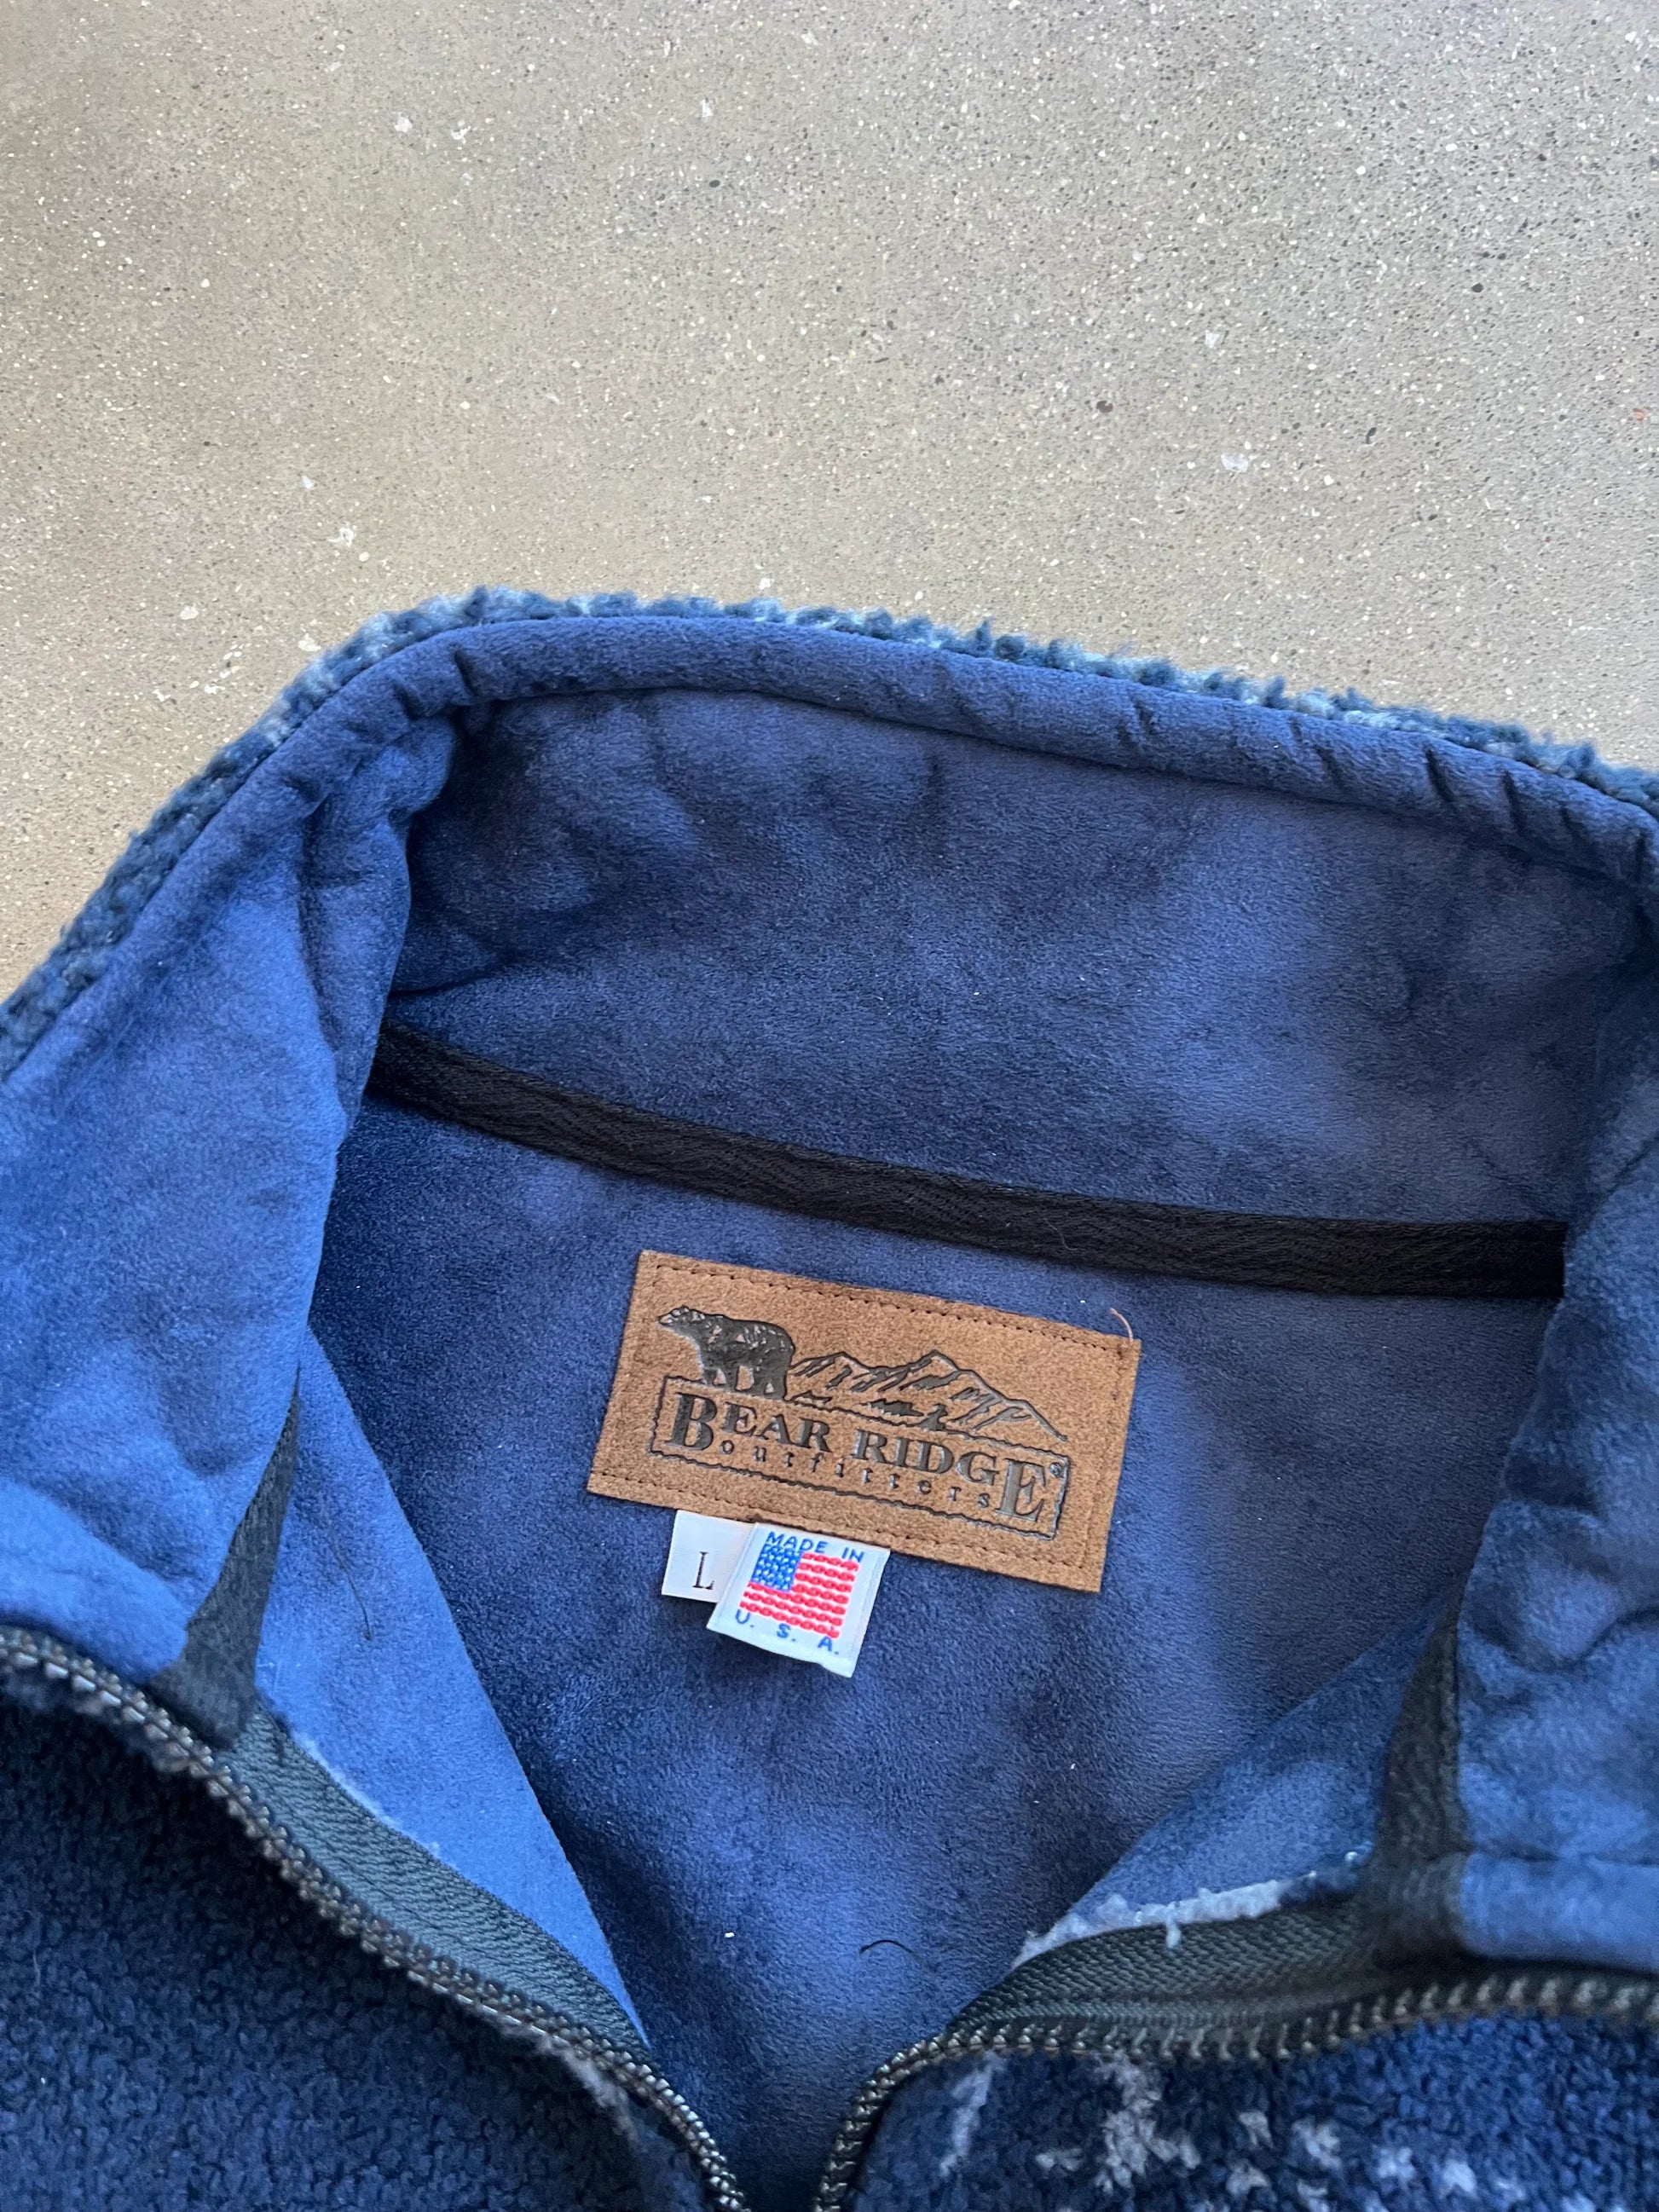 BEAR RIDGE®
outfitters
L
MADE IN
U. S. A.